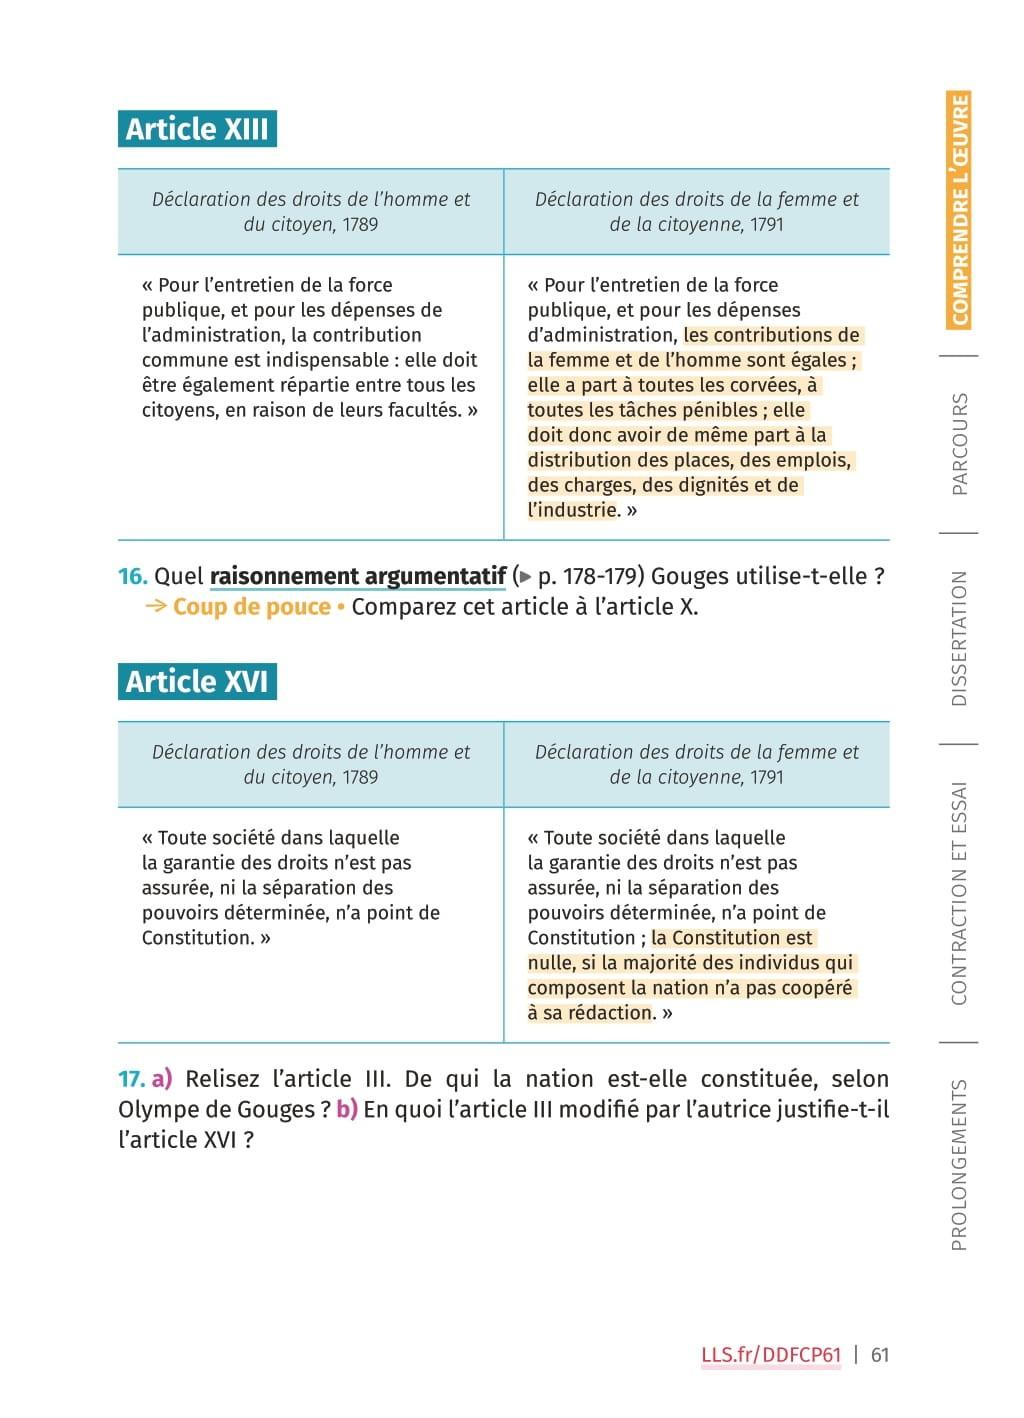 Article XIII
Déclaration des droits de l'homme et
du citoyen, 1789
Déclaration des droits de la femme et
de la citoyenne, 1791
« Pour l'entretien de la force
publique, et pour les dépenses de
l'administration, la contribution
commune est indispensable : elle doit
être également répartie entre tous les
citoyens, en raison de leurs facultés. »
« Pour l'entretien de la force
publique, et pour les dépenses
d'administration, les contributions de
la femme et de l'homme sont égales ;
elle a part à toutes les corvées, à
toutes les tâches pénibles ; elle
doit donc avoir de même part à la
distribution des places, des emplois,
des charges, des dignités et de
l'industrie. »
16. Quel raisonnement argumentatif (▸ p. 178-179) Gouges utilise-t-elle ?
→ Coup de pouce • Comparez cet article à l'article X.
Article XVI
Déclaration des droits de l'homme et
du citoyen, 1789
Déclaration des droits de la femme et
de la citoyenne, 1791
« Toute société dans laquelle
la garantie des droits n'est pas
assurée, ni la séparation des
pouvoirs déterminée, n'a point de
Constitution. »
« Toute société dans laquelle
la garantie des droits n'est pas
assurée, ni la séparation des
pouvoirs déterminée, n'a point de
Constitution ; la Constitution est
nulle, si la majorité des individus qui
composent la nation n'a pas coopéré
à sa rédaction. »
17. a) Relisez l'article III. De qui la nation est-elle constituée, selon
Olympe de Gouges ? b) En quoi l'article III modifié par l'autrice justifie-t-il
l'article XVI ?
COMPRENDRE L'ŒUVRE
PARCOURS
DISSERTATION
CONTRACTION ET ESSAI
PROLONGEMENTS
LLS.fr/DDFCP61 | 61